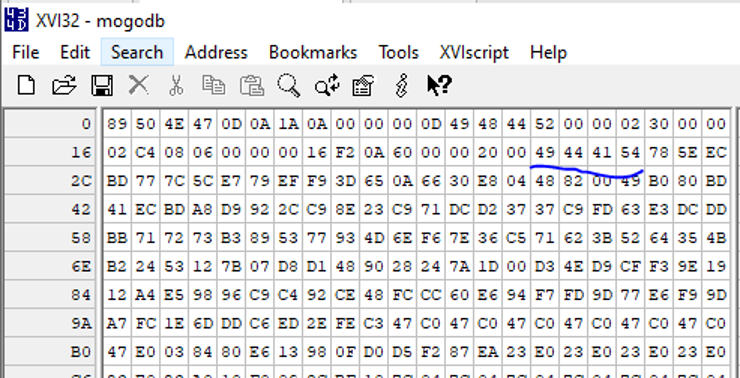 XVI32 - mogodb
File Edit Search Address Bookmarks Tools XVIscript Help
0 89 50 4E 47 0D 0A 1A 0A 00 00 00 0D 49 48 44 52 00 00 02 30 00 00
16 02 C4 08 06 00 00 00 16 F2 0A 60 00 00 20 00 49 44 41 54 78 5E EC
2C BD 77 7C 5C E7 79 EF F9 3D 65 0A 66 30 E8 04 48 82 00 49 B0 80 BD
42 41 EC BD A8 D9 92 2C C9 8E 23 C9 71 DC D2 37 37 C9 FD 63 E3 DC DD
58 BB 71 72 73 B3 89 53 77 93 4D 6E F6 7E 36 C5 71 62 3B 52 64 35 4B
6E B2 24 53 12 7B 07 D8 D1 48 90 28 24 7A 1D 00 D3 4E D9 CF F3 9E 19
84 12 A4 E5 98 96 C9 C4 92 CE 48 FC CC 60 E6 94 F7 FD 9D 77 E6 F9 9D
9A A7 FC 1E 6D DD C6 ED 2E FE C3 47 C0 47 C0 47 C0 47 C0 47 C0 47 C0
B0 47 E0 03 84 80 E6 13 98 0F D0 D5 F2 87 EA 23 E0 23 E0 23 E0 23 E0